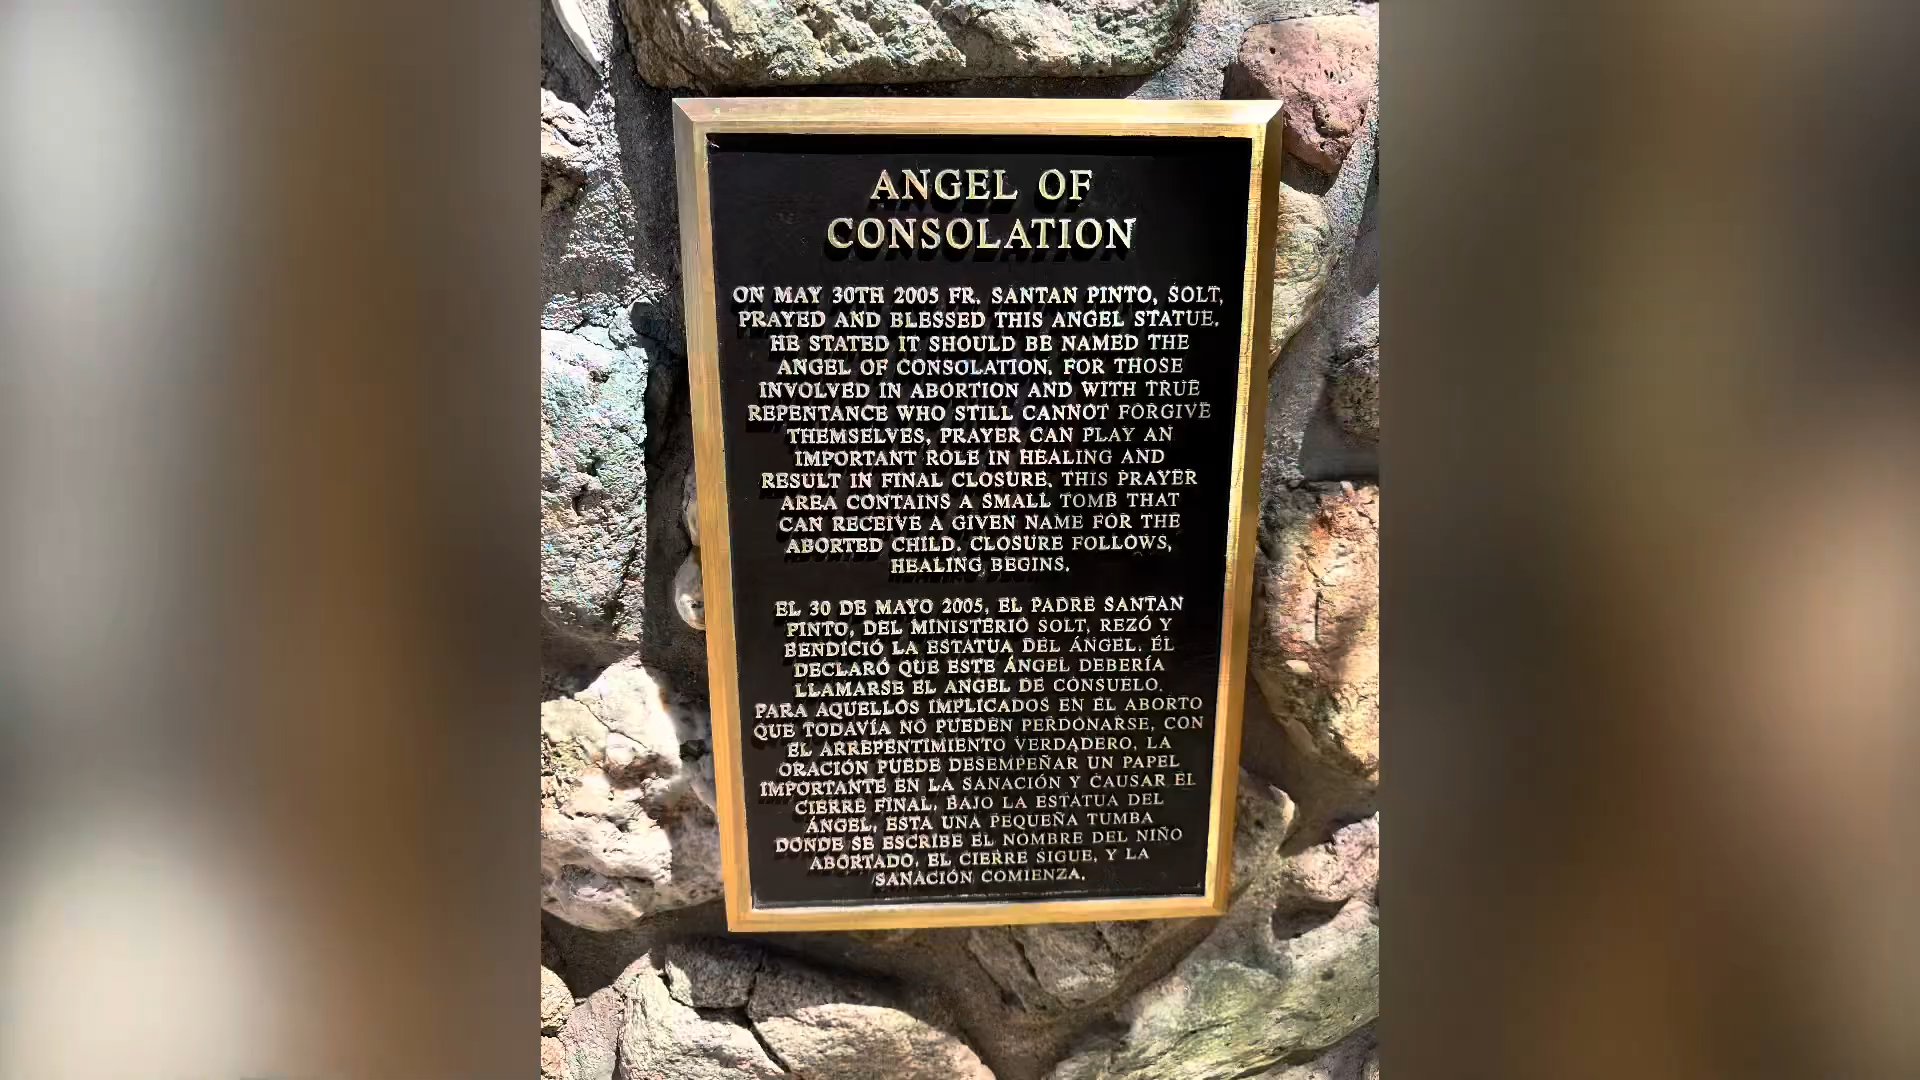 ANGEL OF
CONSOLATION
ON MAY 30TH 2005 FR. SANTAN PINTO, SOLT,
PRAYED AND BLESSED THIS ANGEL STATUE.
HE STATED IT SHOULD BE NAMED THE
ANGEL OF CONSOLATION. FOR THOSE
INVOLVED IN ABORTION AND WITH TRUE
REPENTANCE WHO STILL CANNOT FORGIVE
THEMSELVES, PRAYER CAN PLAY AN
IMPORTANT ROLE IN HEALING AND
RESULT IN FINAL CLOSURE. THIS PRAYER
AREA CONTAINS A SMALL TOMB THAT
CAN RECEIVE A GIVEN NAME FOR THE
ABORTED CHILD. CLOSURE FOLLOWS,
HEALING BEGINS.
EL 30 DE MAYO 2005, EL PADRE SANTAN
PINTO, DEL MINISTERIO SOLT, REZÓ Y
BENDICIÓ LA ESTATUA DEL ÁNGEL. ÉL
DECLARÓ QUE ESTE ÁNGEL DEBERÍA
LLAMARSE EL ANGEL DE CONSUELO.
PARA AQUELLOS IMPLICADOS EN EL ABORTO
QUE TODAVÍA NO PUEDEN PERDONARSE, CON
EL ARREPENTIMIENTO VERDADERO, LA
ORACIÓN PUEDE DESEMPEÑAR UN PAPEL
IMPORTANTE EN LA SANACIÓN Y CAUSAR EL
CIERRE FINAL. BAJO LA ESTATUA DEL
ÁNGEL, ESTA UNA PEQUEÑA TUMBA
DONDE SE ESCRIBE EL NOMBRE DEL NIÑO
ABORTADO. EL CIERRE SIGUE, Y LA
SANACIÓN COMIENZA.